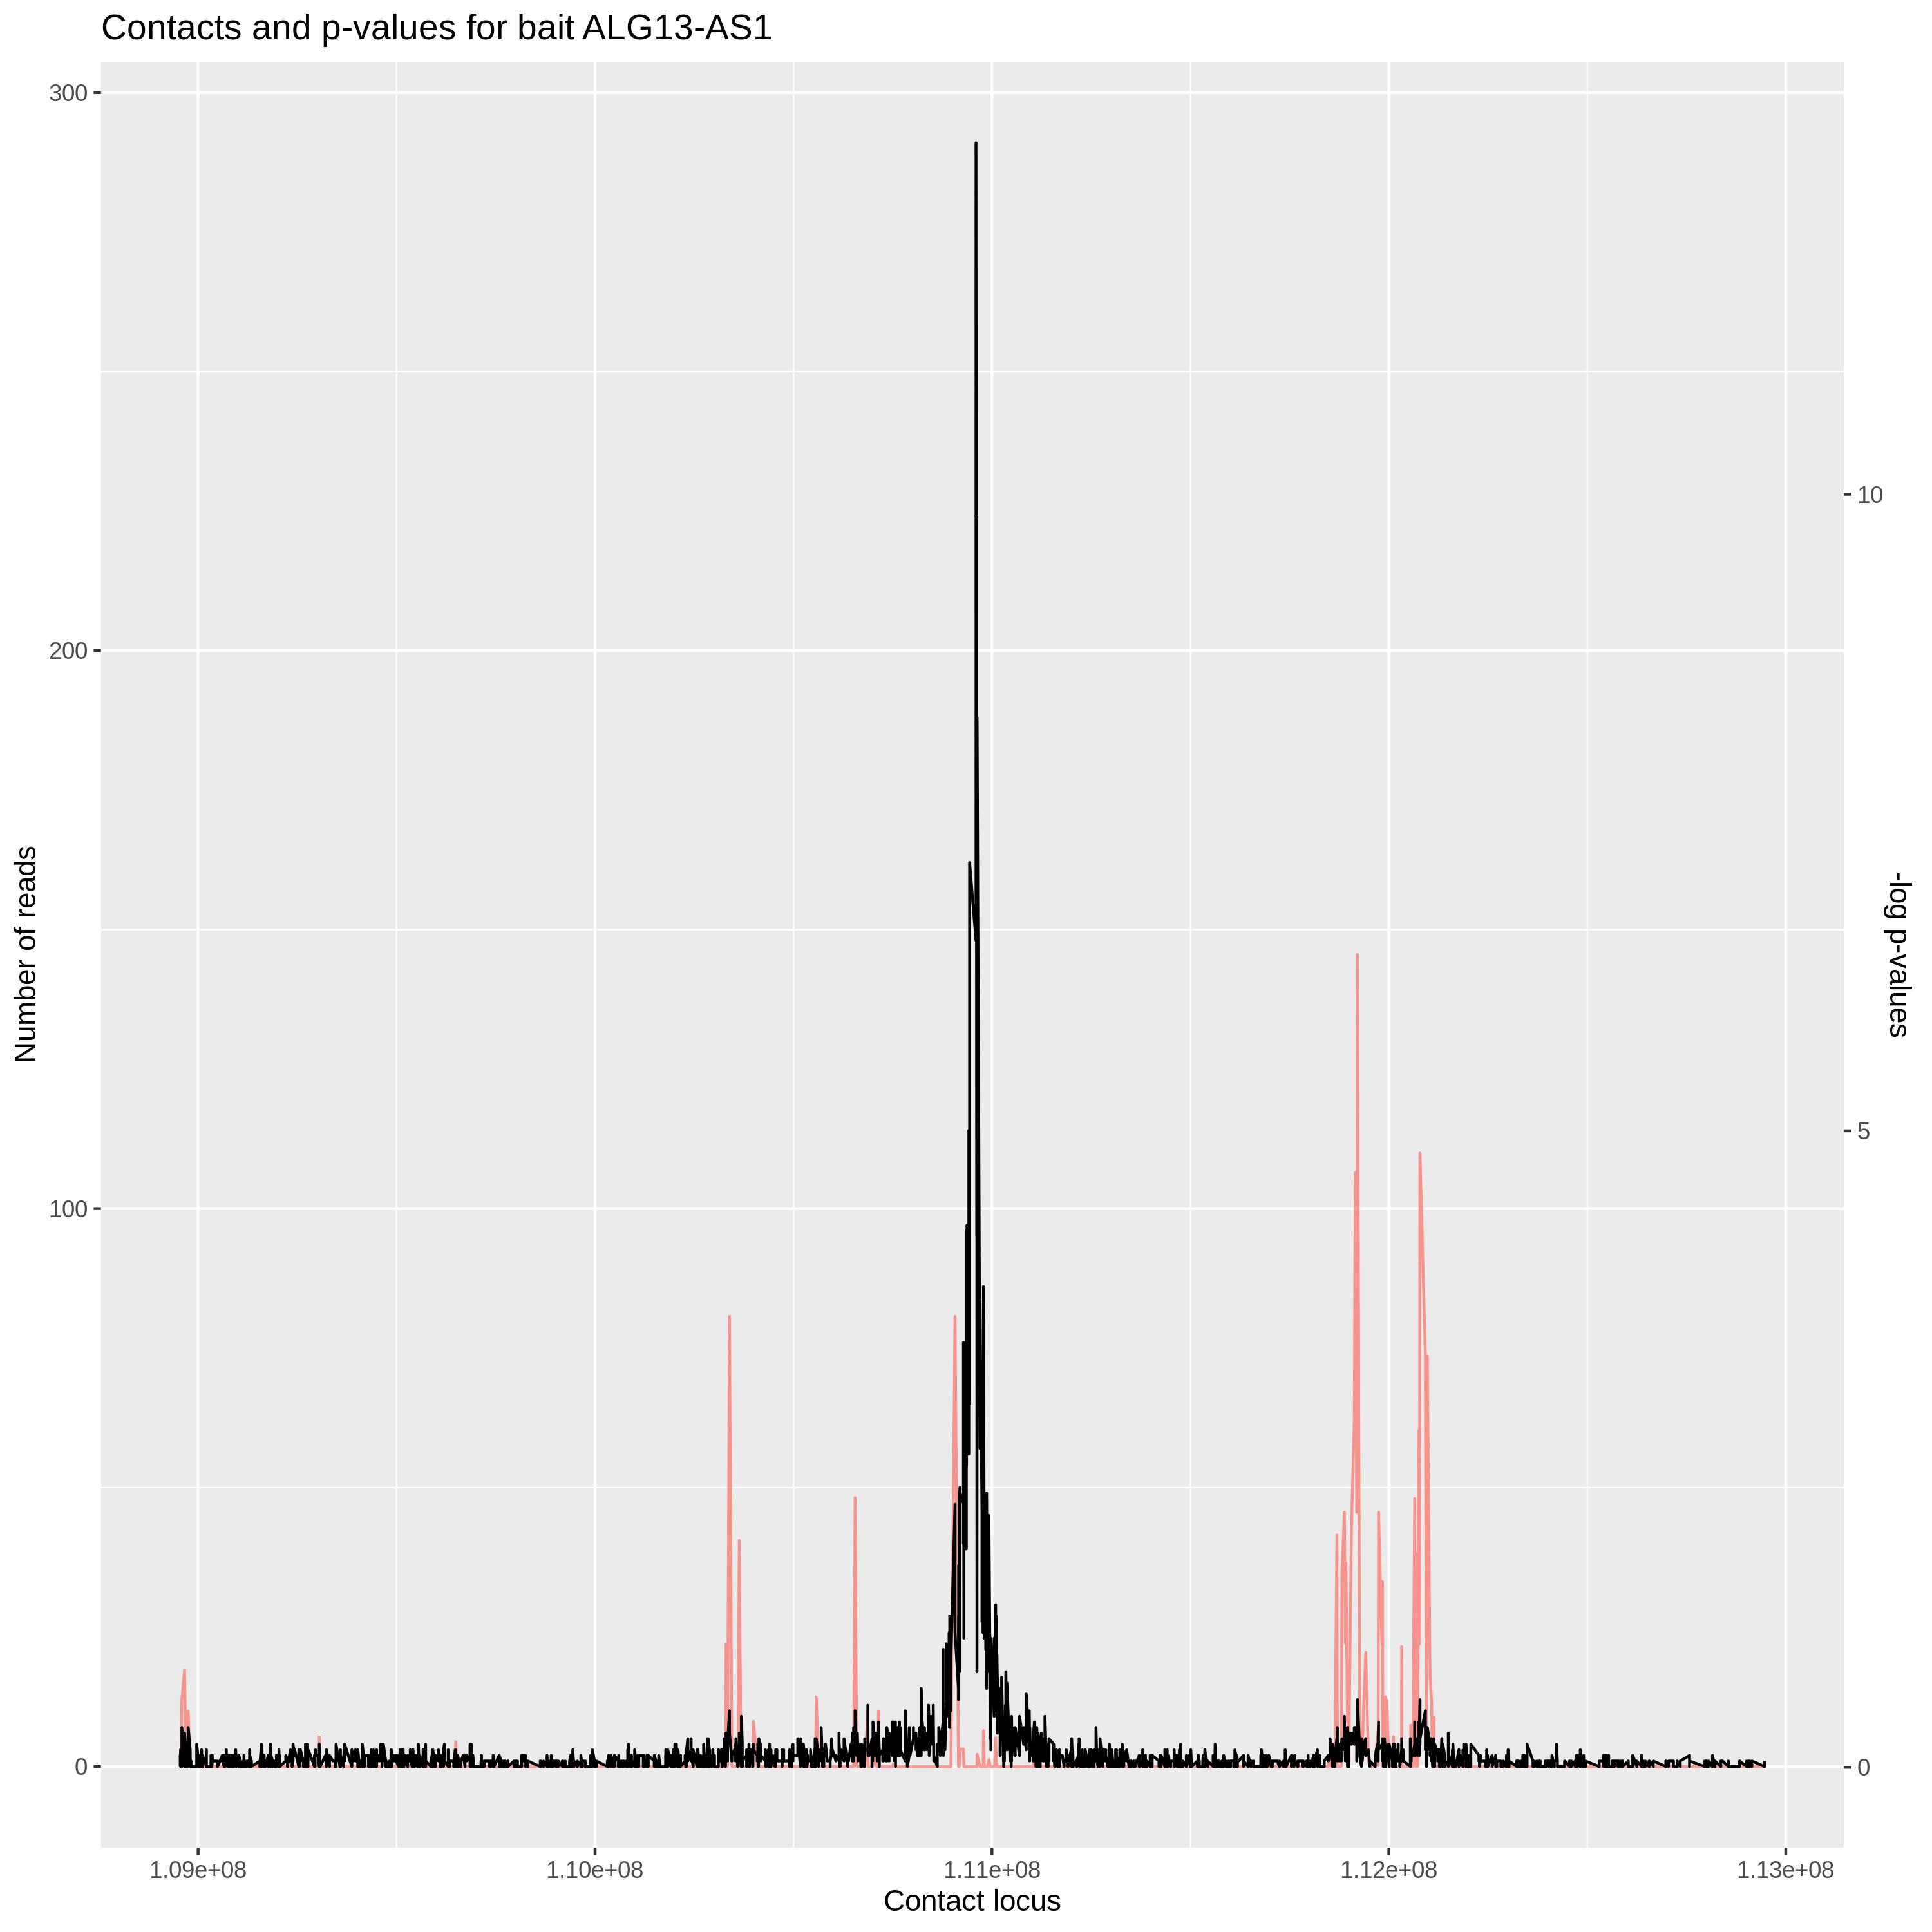 Contacts and p-values for bait ALG13-AS1
300
200
100
0
Number of reads
10
5
0
-log p-values
1.09e+08 1.10e+08 1.11e+08 1.12e+08 1.13e+08
Contact locus